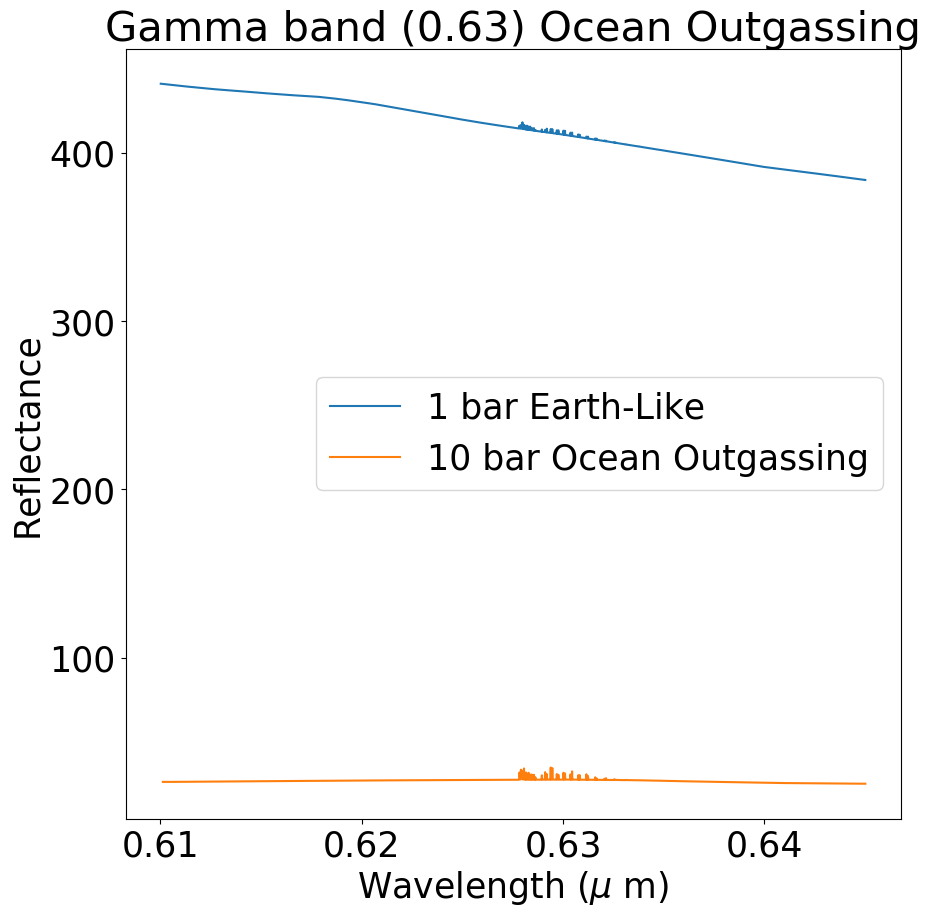 Gamma band (0.63) Ocean Outgassing
400
300
200
100
Reflectance
1 bar Earth-Like
10 bar Ocean Outgassing
0.61 0.62 0.63 0.64
Wavelength (μ m)